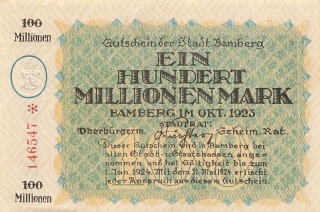 100
Millionen
Gutschein der Stadt Bamberg
EIN
HUNDERT
MILLIONEN MARK
BAMBERG IM OKT. 1923
STADTRAT
Oberbürgerm. Geheim. Rat.
Dieser Gutschein wird in Bamberg bei
allen Stadt- u. Staatskassen ange-
nommen und hat Gültigkeit bis zum
1. Jan. 1924. Mit dem 31. Mai 1924 erlischt
jeder Anspruch aus diesem Gutschein.
146547 *
100
Millionen